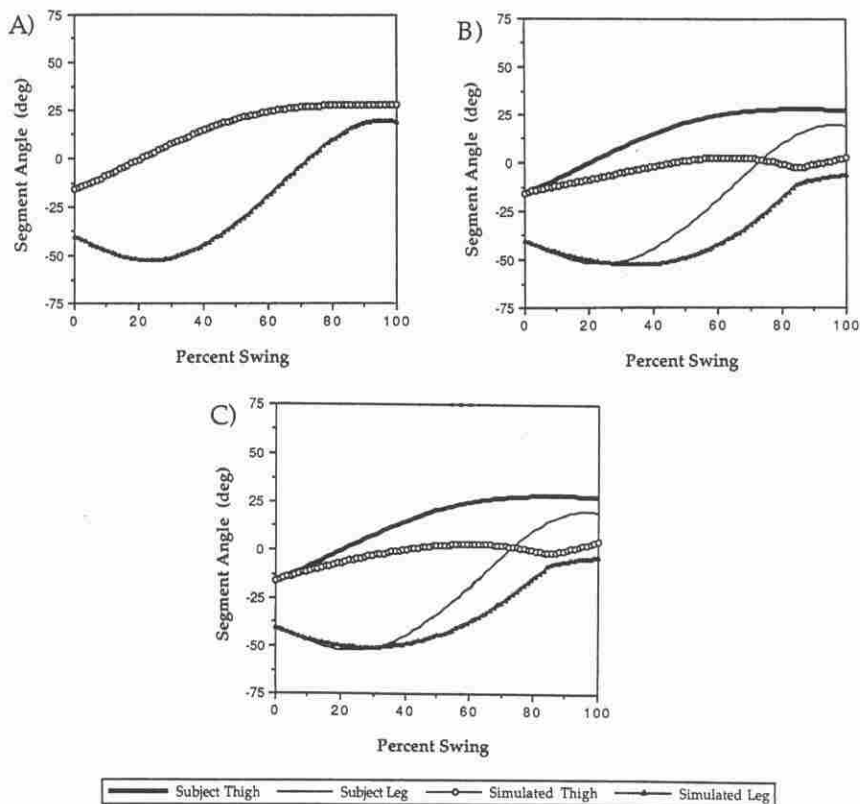 A)
75
50
25
0
-25
-50
-75
Segment Angle (deg)
0 20 40 60 80 100
Percent Swing
B)
75
50
25
0
-25
-50
-75
Segment Angle (deg)
0 20 40 60 80 100
Percent Swing
C)
75
50
25
0
-25
-50
-75
Segment Angle (deg)
0 20 40 60 80 100
Percent Swing
Subject Thigh Subject Leg Simulated Thigh Simulated Leg